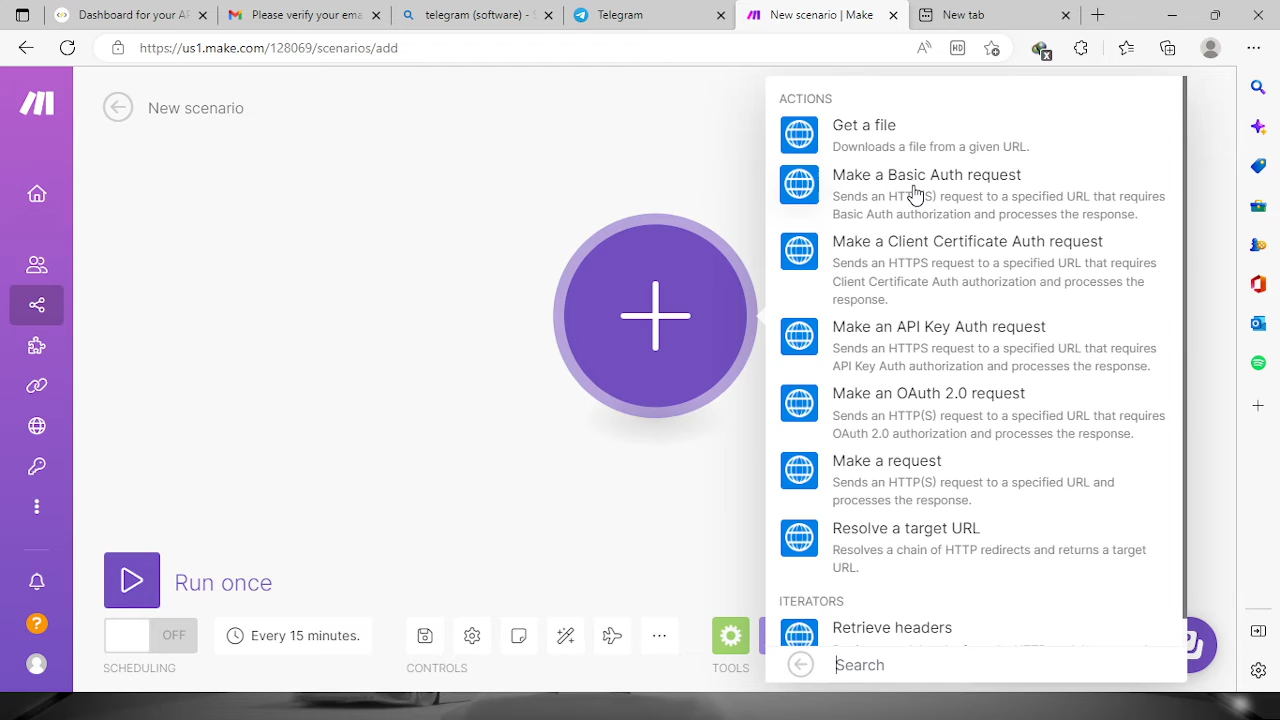 Dashboard for your AP
Please verify your ema
telegram (software) - S
Telegram
New scenario | Make
New tab
https://us1.make.com/128069/scenarios/add
New scenario
ACTIONS
Get a file
Downloads a file from a given URL.
Make a Basic Auth request
Sends an HTTP(S) request to a specified URL that requires
Basic Auth authorization and processes the response.
Make a Client Certificate Auth request
Sends an HTTPS request to a specified URL that requires
Client Certificate Auth authorization and processes the
response.
Make an API Key Auth request
Sends an HTTPS request to a specified URL that requires
API Key Auth authorization and processes the response.
Make an OAuth 2.0 request
Sends an HTTP(S) request to a specified URL that requires
OAuth 2.0 authorization and processes the response.
Make a request
Sends an HTTP(S) request to a specified URL and
processes the response.
Resolve a target URL
Resolves a chain of HTTP redirects and returns a target
URL.
ITERATORS
Retrieve headers
Search
Run once
OFF
Every 15 minutes.
SCHEDULING
CONTROLS
TOOLS